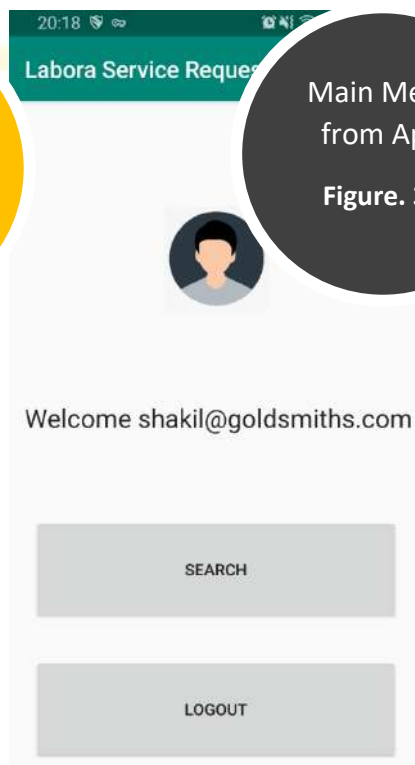 20:18
Labora Service Reques
Main Me
from Ap
Figure.
Welcome shakil@goldsmiths.com
SEARCH
LOGOUT